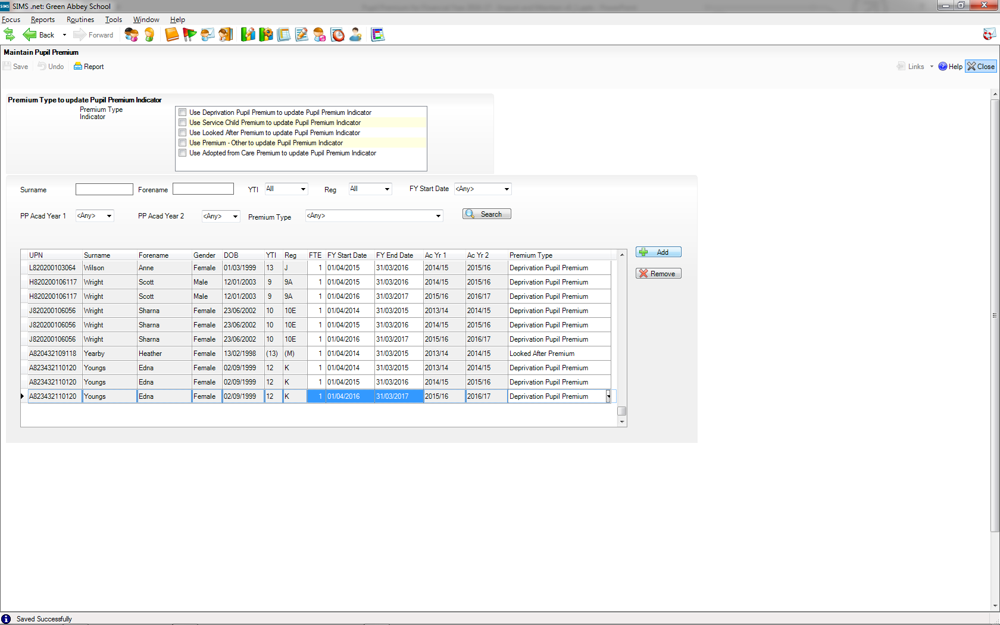 SIMS SIMS .net: Green Abbey School
Focus Reports Routines Tools Window Help
Back Forward
Maintain Pupil Premium
Save Undo Report Links Help Close
Premium Type to update Pupil Premium Indicator
Premium Type
Indicator
Use Deprivation Pupil Premium to update Pupil Premium Indicator
Use Service Child Premium to update Pupil Premium Indicator
Use Looked After Premium to update Pupil Premium Indicator
Use Premium - Other to update Pupil Premium Indicator
Use Adopted from Care Premium to update Pupil Premium Indicator
Surname Forename YTI All Reg All FY Start Date <Any>
PP Acad Year 1 <Any> PP Acad Year 2 <Any> Premium Type <Any> Search
UPN Surname Forename Gender DOB YTI Reg FTE FY Start Date FY End Date Ac Yr 1 Ac Yr 2 Premium Type Add
L820200103064 Wilson Anne Female 01/03/1999 13 J 1 01/04/2015 31/03/2016 2014/15 2015/16 Deprivation Pupil Premium
Remove
H820200106117 Wright Scott Male 12/01/2003 9 9A 1 01/04/2015 31/03/2016 2014/15 2015/16 Deprivation Pupil Premium
H820200106117 Wright Scott Male 12/01/2003 9 9A 1 01/04/2016 31/03/2017 2015/16 2016/17 Deprivation Pupil Premium
J820200106056 Wright Sharna Female 23/06/2002 10 10E 1 01/04/2014 31/03/2015 2013/14 2014/15 Deprivation Pupil Premium
J820200106056 Wright Sharna Female 23/06/2002 10 10E 1 01/04/2015 31/03/2016 2014/15 2015/16 Deprivation Pupil Premium
J820200106056 Wright Sharna Female 23/06/2002 10 10E 1 01/04/2016 31/03/2017 2015/16 2016/17 Deprivation Pupil Premium
A820432109118 Yearby Heather Female 13/02/1998 (13) (M) 1 01/04/2014 31/03/2015 2013/14 2014/15 Looked After Premium
A823432110120 Youngs Edna Female 02/09/1999 12 K 1 01/04/2014 31/03/2015 2013/14 2014/15 Deprivation Pupil Premium
A823432110120 Youngs Edna Female 02/09/1999 12 K 1 01/04/2015 31/03/2016 2014/15 2015/16 Deprivation Pupil Premium
A823432110120 Youngs Edna Female 02/09/1999 12 K 1 01/04/2016 31/03/2017 2015/16 2016/17 Deprivation Pupil Premium
Saved Successfully